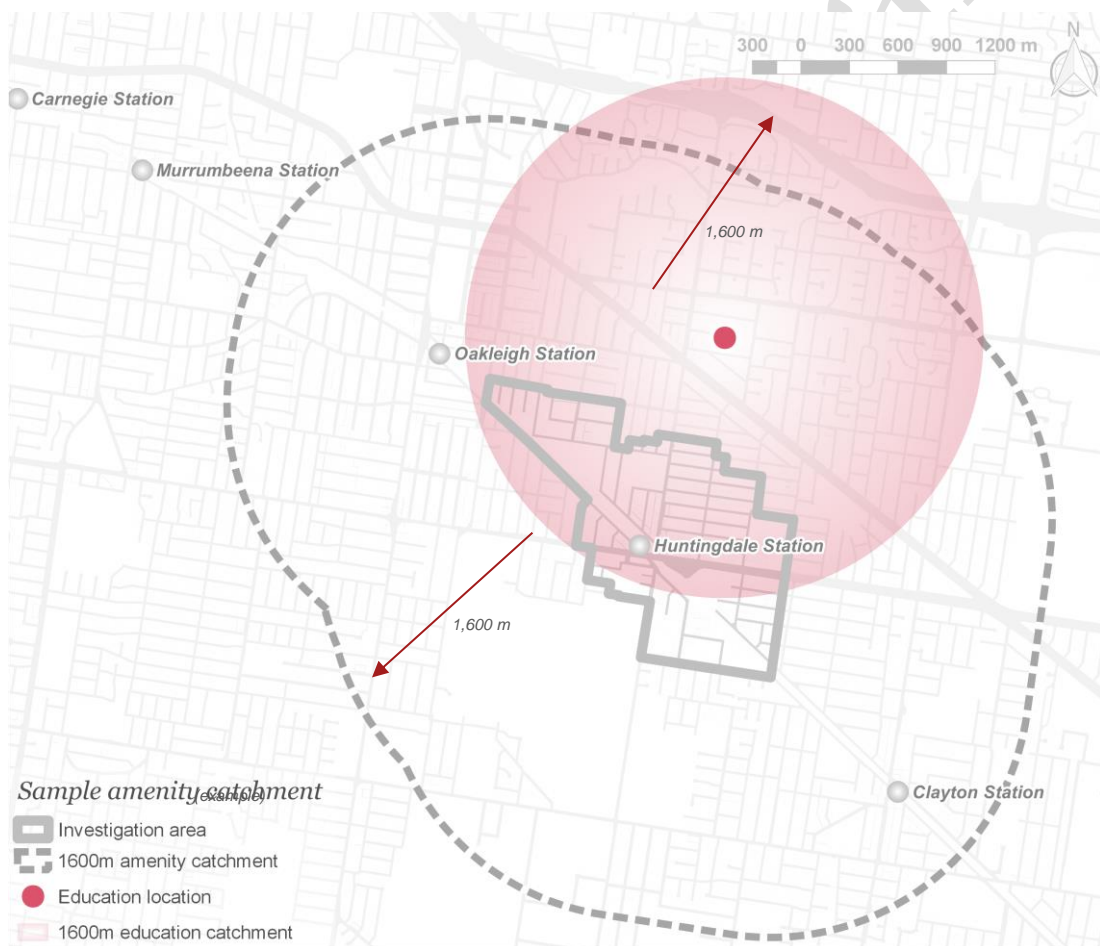 300 0 300 600 900 1200 m
N
Carnegie Station
Murrumbeena Station
1,600 m
Oakleigh Station
Huntingdale Station
1,600 m
Clayton Station
Sample amenity catchment
(example)
Investigation area
1600m amenity catchment
Education location
1600m education catchment